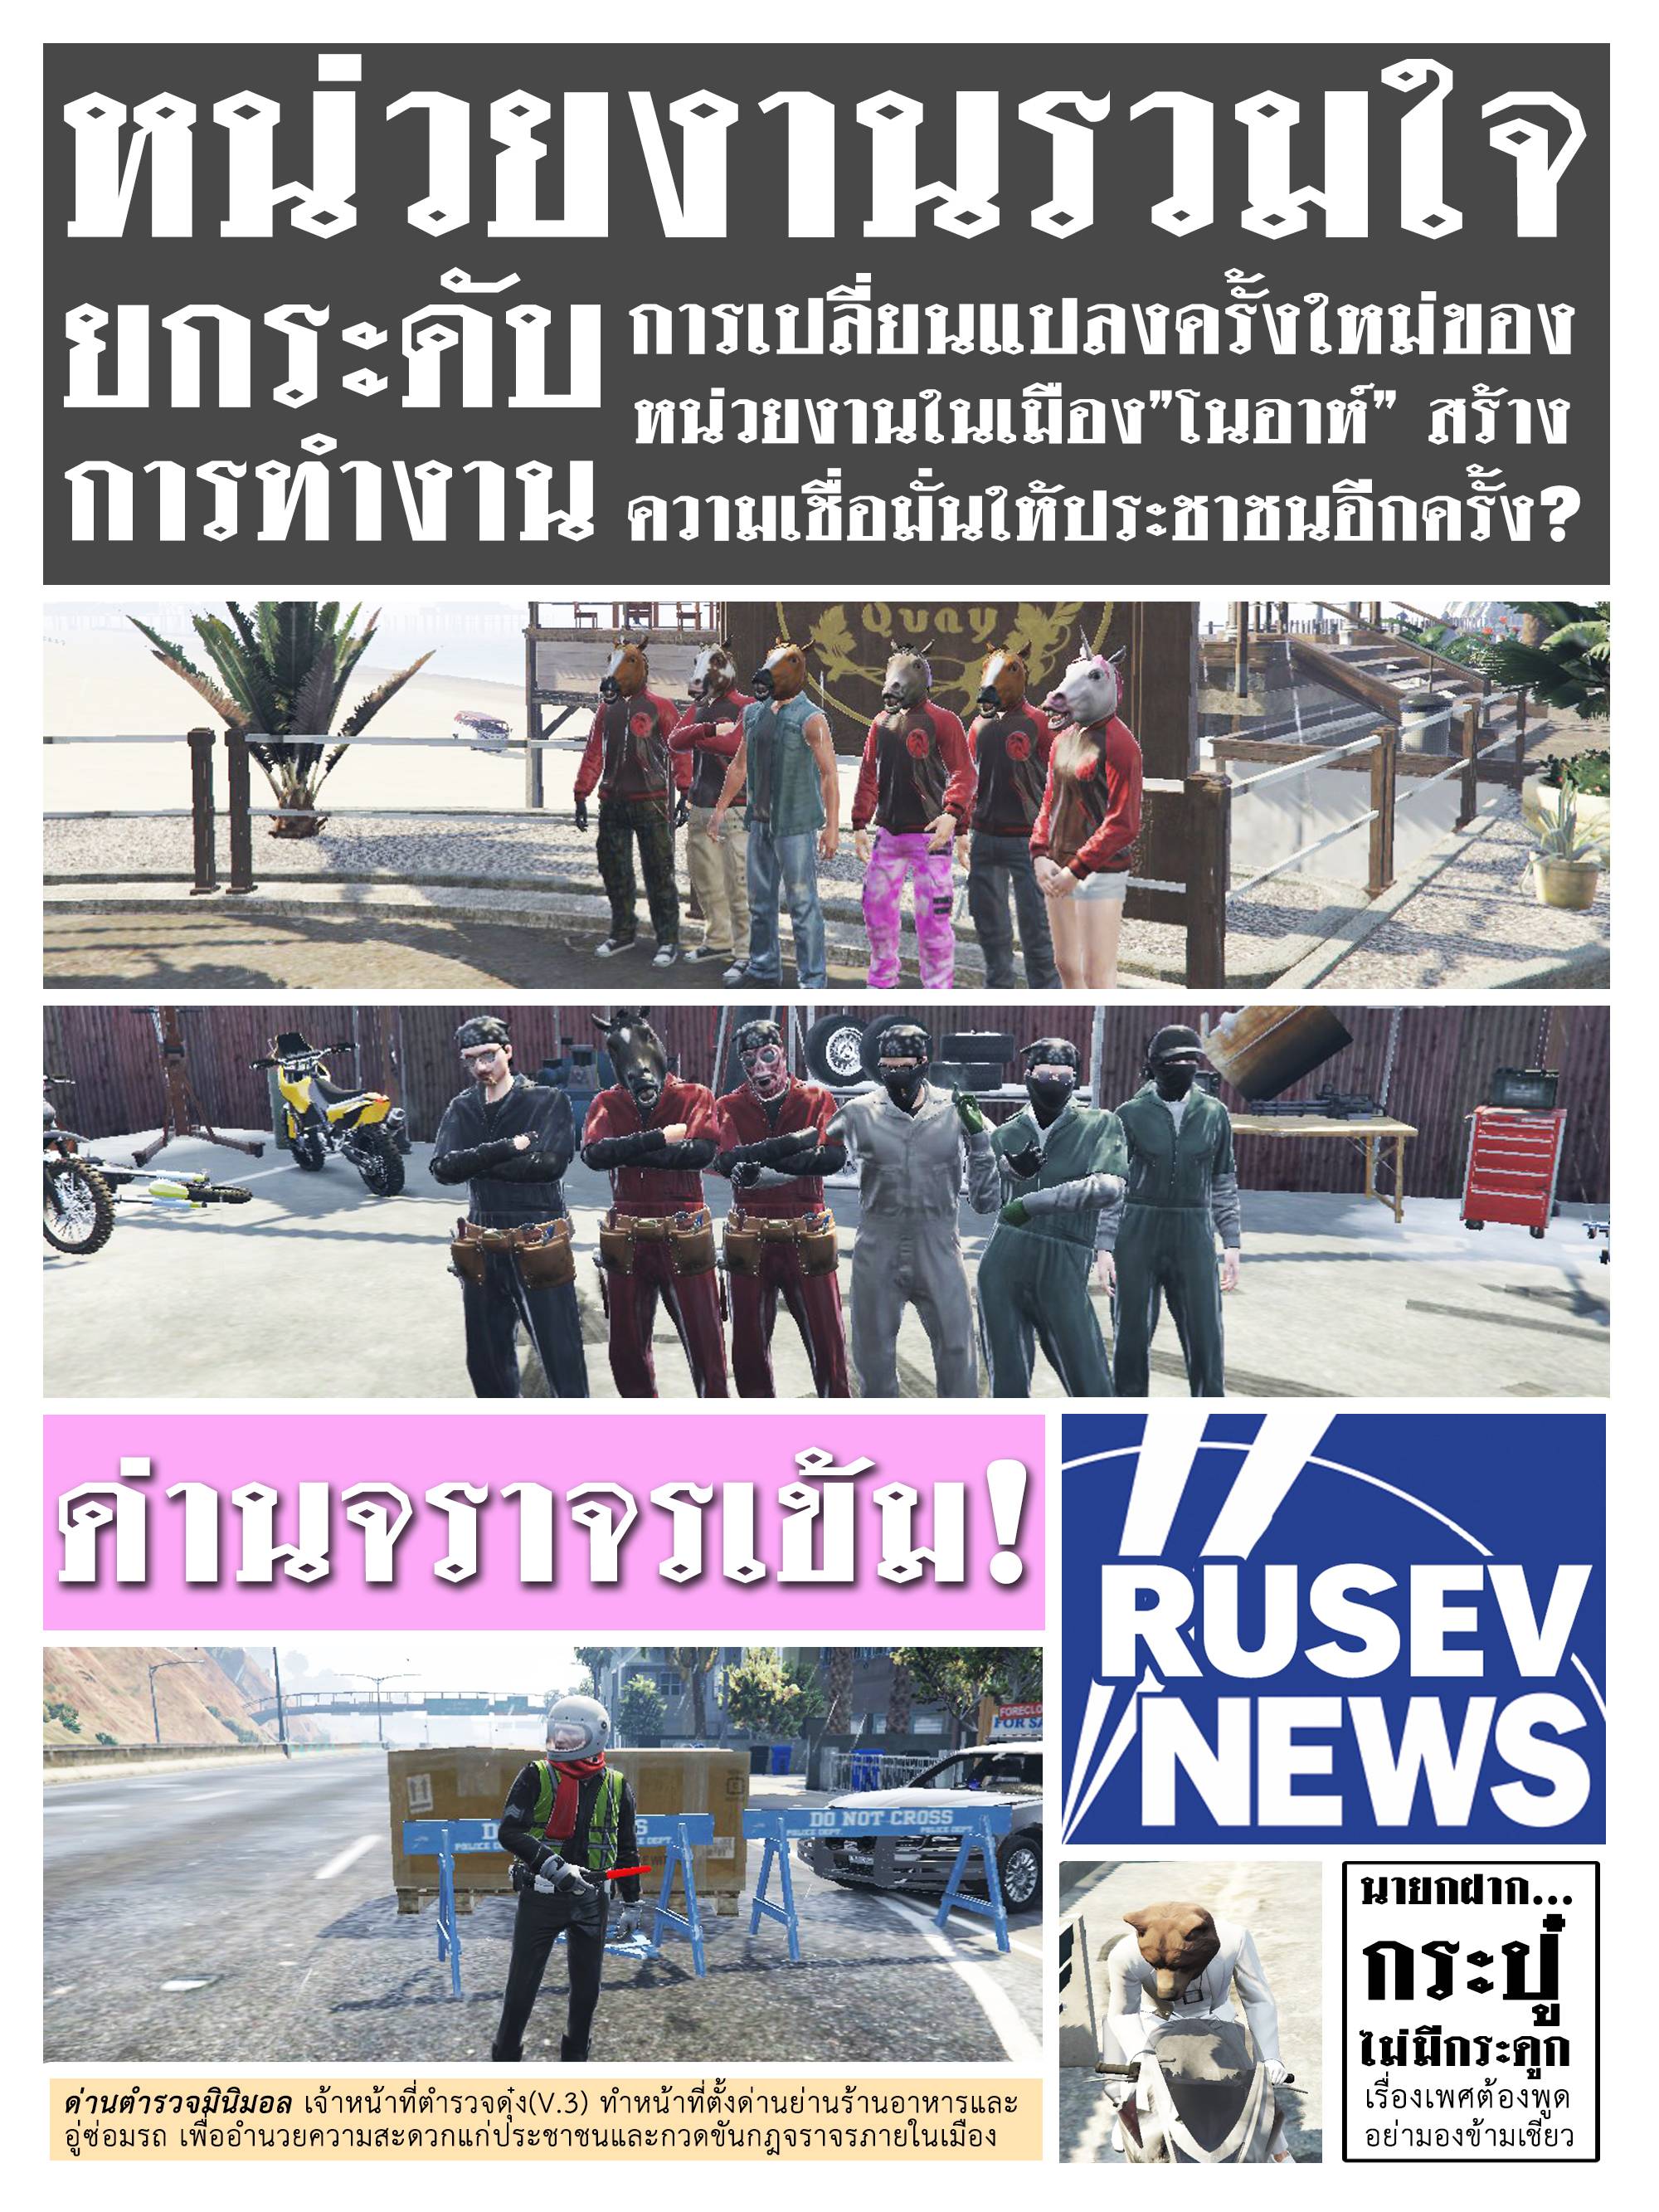 หน่วยงานรวมใจ
ยกระดับ
การทำงาน
การเปลี่ยนแปลงครั้งใหม่ของ
หน่วยงานในเมือง"โนอาห์" สร้าง
ความเชื่อมั่นให้ประชาชนอีกครั้ง?
Quay
ด่านจราจรเข้ม!
RUSEV
NEWS
FOR SA
DO NOT CROSS
POLICE DEPT
POLICE DEPT
ด่านตำรวจมินิมอล เจ้าหน้าที่ตำรวจดุ๋ง(V.3) ทำหน้าที่ตั้งด่านย่านร้านอาหารและ
อู่ซ่อมรถ เพื่ออำนวยความสะดวกแก่ประชาชนและกวดขันกฎจราจรภายในเมือง
นายกฝาก...
กระปู๋
ไม่มีกระดูก
เรื่องเพศต้องพูด
อย่ามองข้ามเชียว